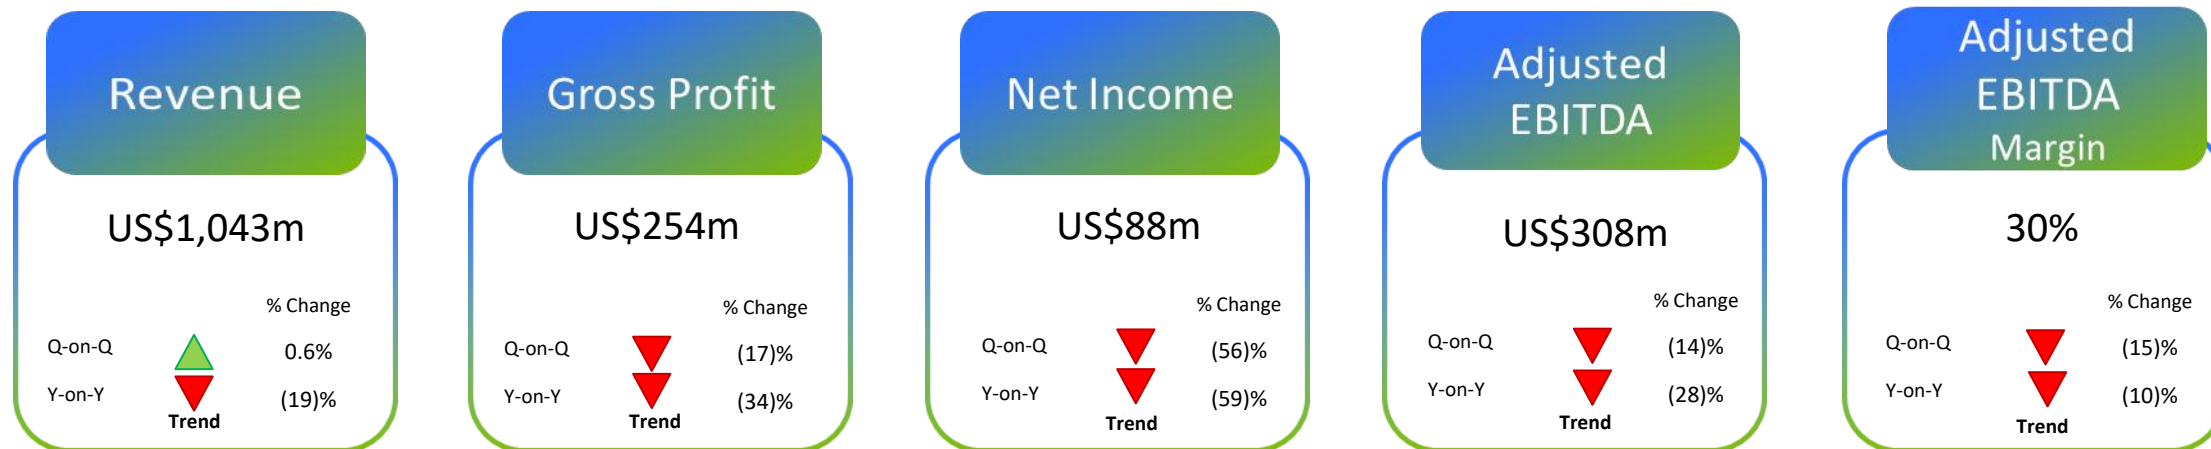 Revenue
US$1,043m
% Change
Q-on-Q 0.6%
Y-on-Y (19)%
Trend
Gross Profit
US$254m
% Change
Q-on-Q (17)%
Y-on-Y (34)%
Trend
Net Income
US$88m
% Change
Q-on-Q (56)%
Y-on-Y (59)%
Trend
Adjusted
EBITDA
US$308m
% Change
Q-on-Q (14)%
Y-on-Y (28)%
Trend
Adjusted
EBITDA
Margin
30%
% Change
Q-on-Q (15)%
Y-on-Y (10)%
Trend